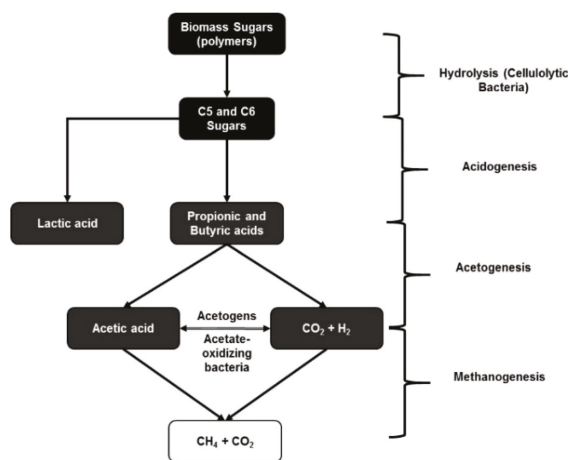 Biomass Sugars
(polymers)
Hydrolysis (Cellulolytic
Bacteria)
C5 and C6
Sugars
Acidogenesis
Lactic acid
Propionic and
Butyric acids
Acetogenesis
Acetic acid
Acetogens
Acetate-
oxidizing
bacteria
CO₂ + H₂
Methanogenesis
CH₄ + CO₂